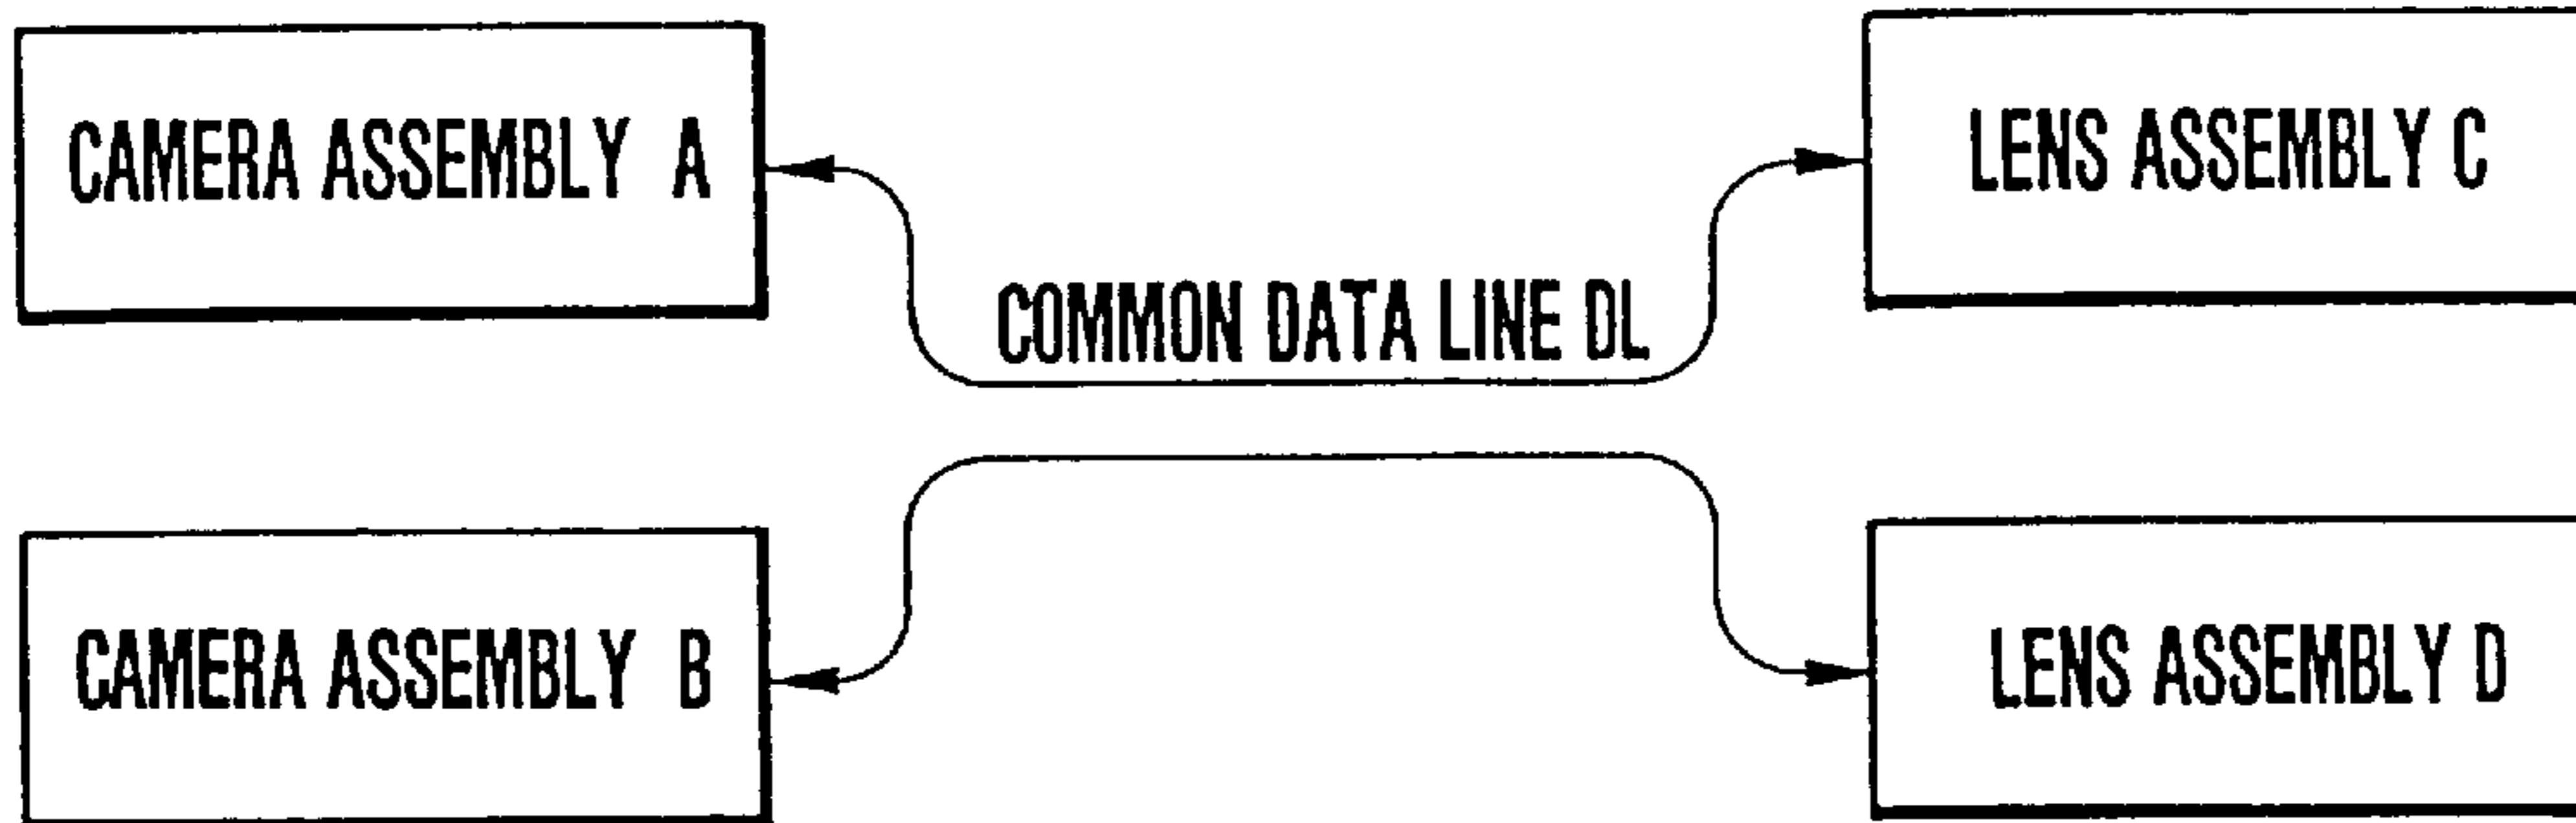 CAMERA ASSEMBLY A
LENS ASSEMBLY C
COMMON DATA LINE DL
CAMERA ASSEMBLY B
LENS ASSEMBLY D